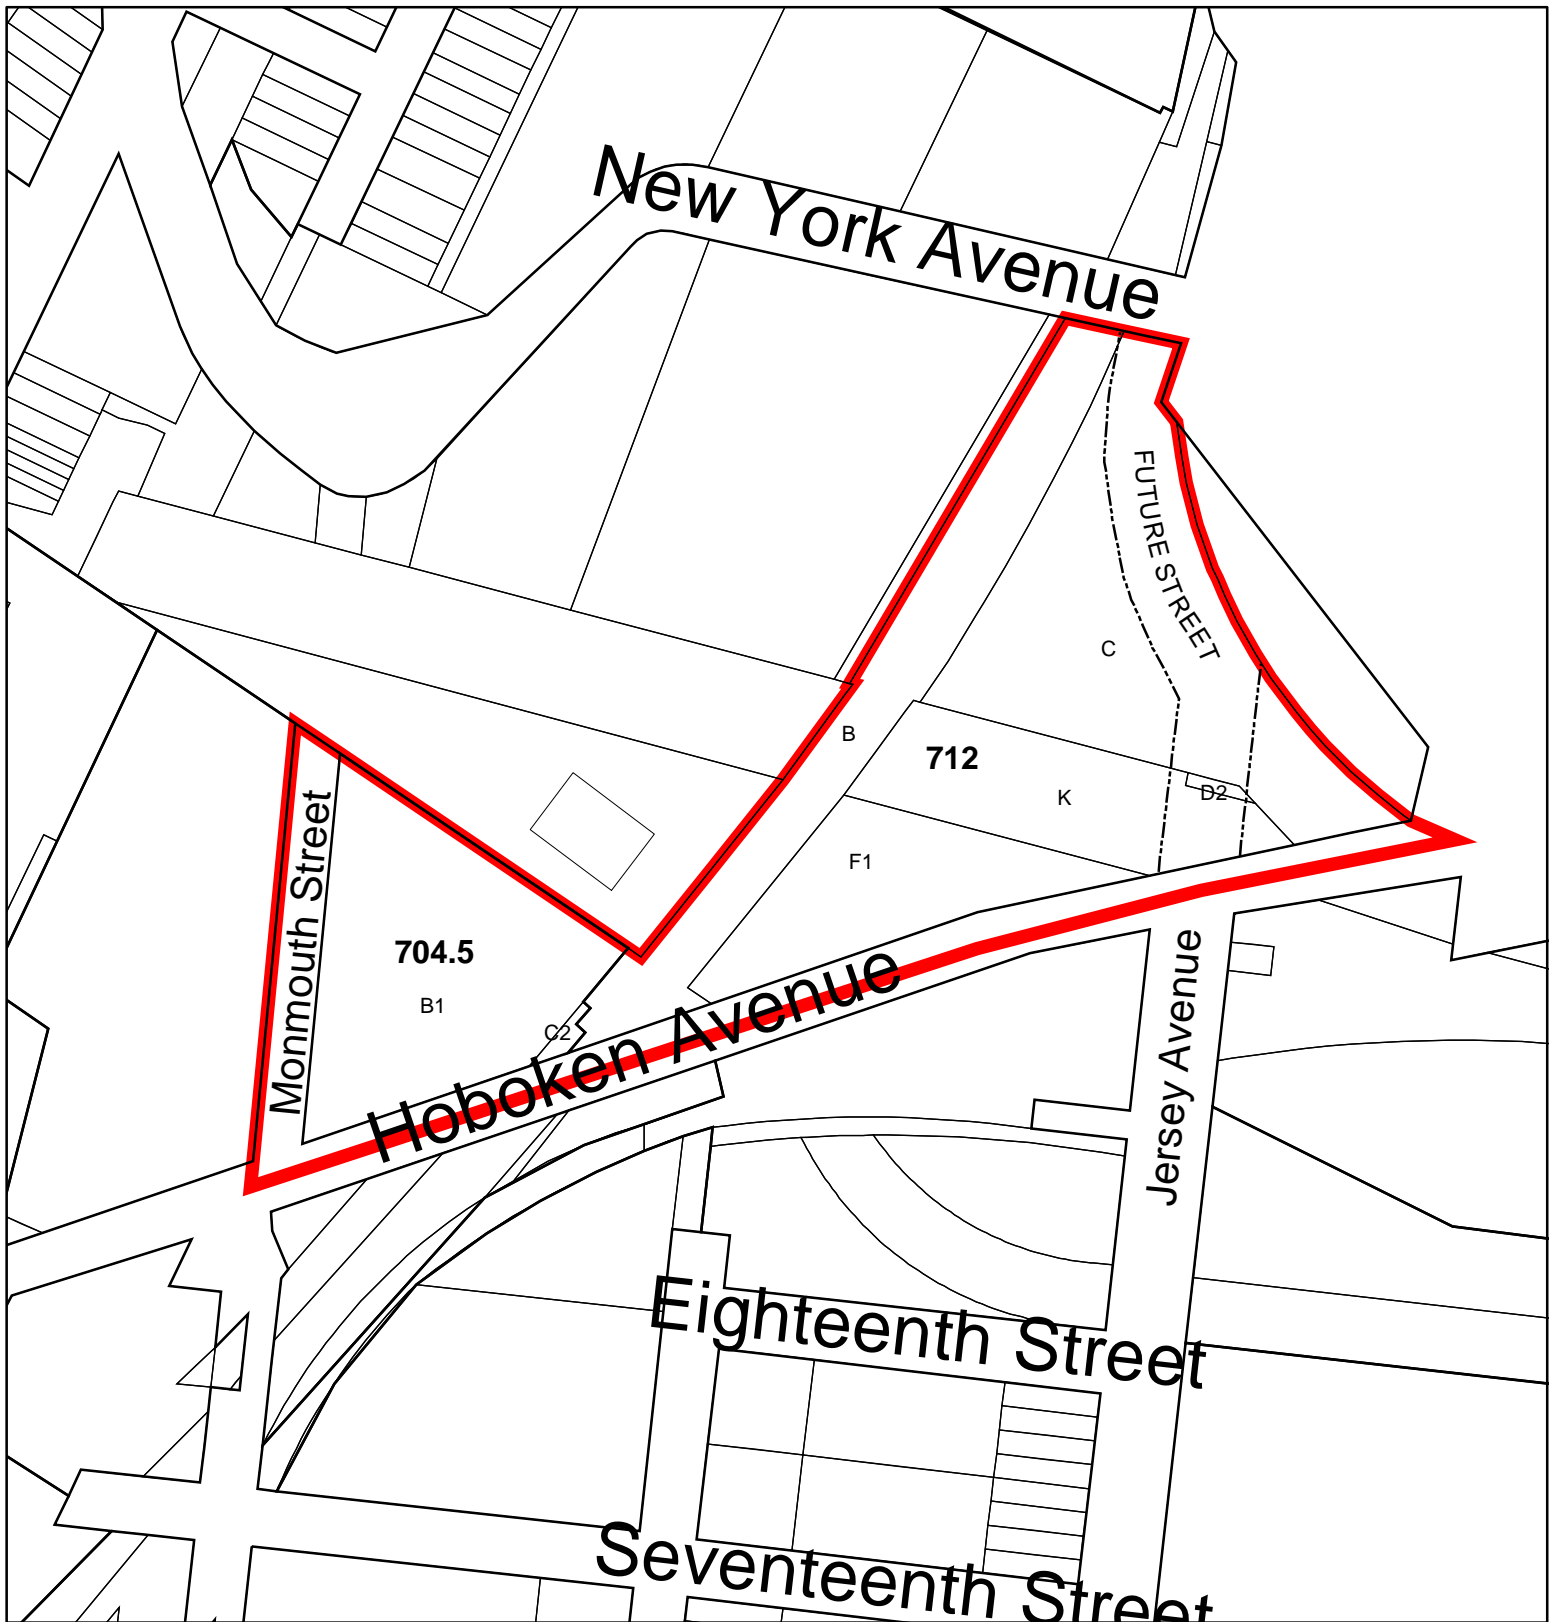 New York Avenue
FUTURE STREET
C
B
712
K
D2
F1
Monmouth Street
704.5
B1
C2
Hoboken Avenue
Jersey Avenue
Eighteenth Street
Seventeenth Street